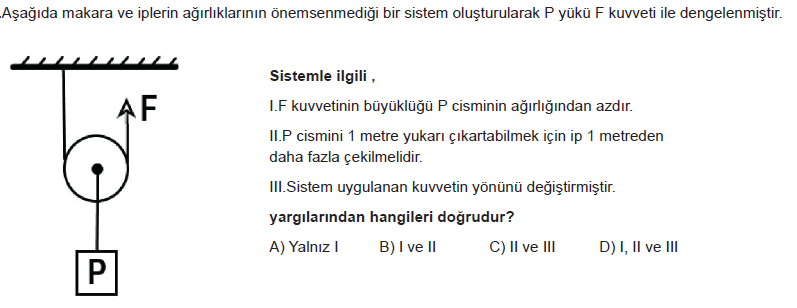 .Aşağıda makara ve iplerin ağırlıklarının önemsenmediği bir sistem oluşturularak P yükü F kuvveti ile dengelenmiştir.
F
P
Sistemle ilgili ,
I.F kuvvetinin büyüklüğü P cisminin ağırlığından azdır.
II.P cismini 1 metre yukarı çıkartabilmek için ip 1 metreden
daha fazla çekilmelidir.
III.Sistem uygulanan kuvvetin yönünü değiştirmiştir.
yargılarından hangileri doğrudur?
A) Yalnız I B) I ve II C) II ve III D) I, II ve III